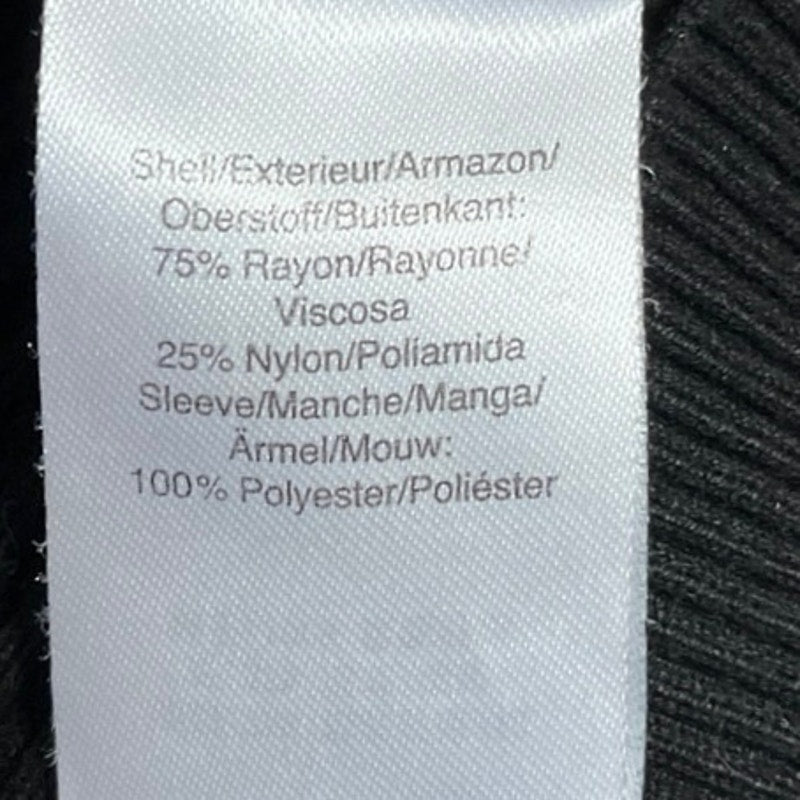 Shell/Exterieur/Armazon/
Oberstoff/Buitenkant:
75% Rayon/Rayonne/
Viscosa
25% Nylon/Poliamida
Sleeve/Manche/Manga/
Ärmel/Mouw:
100% Polyester/Poliéster